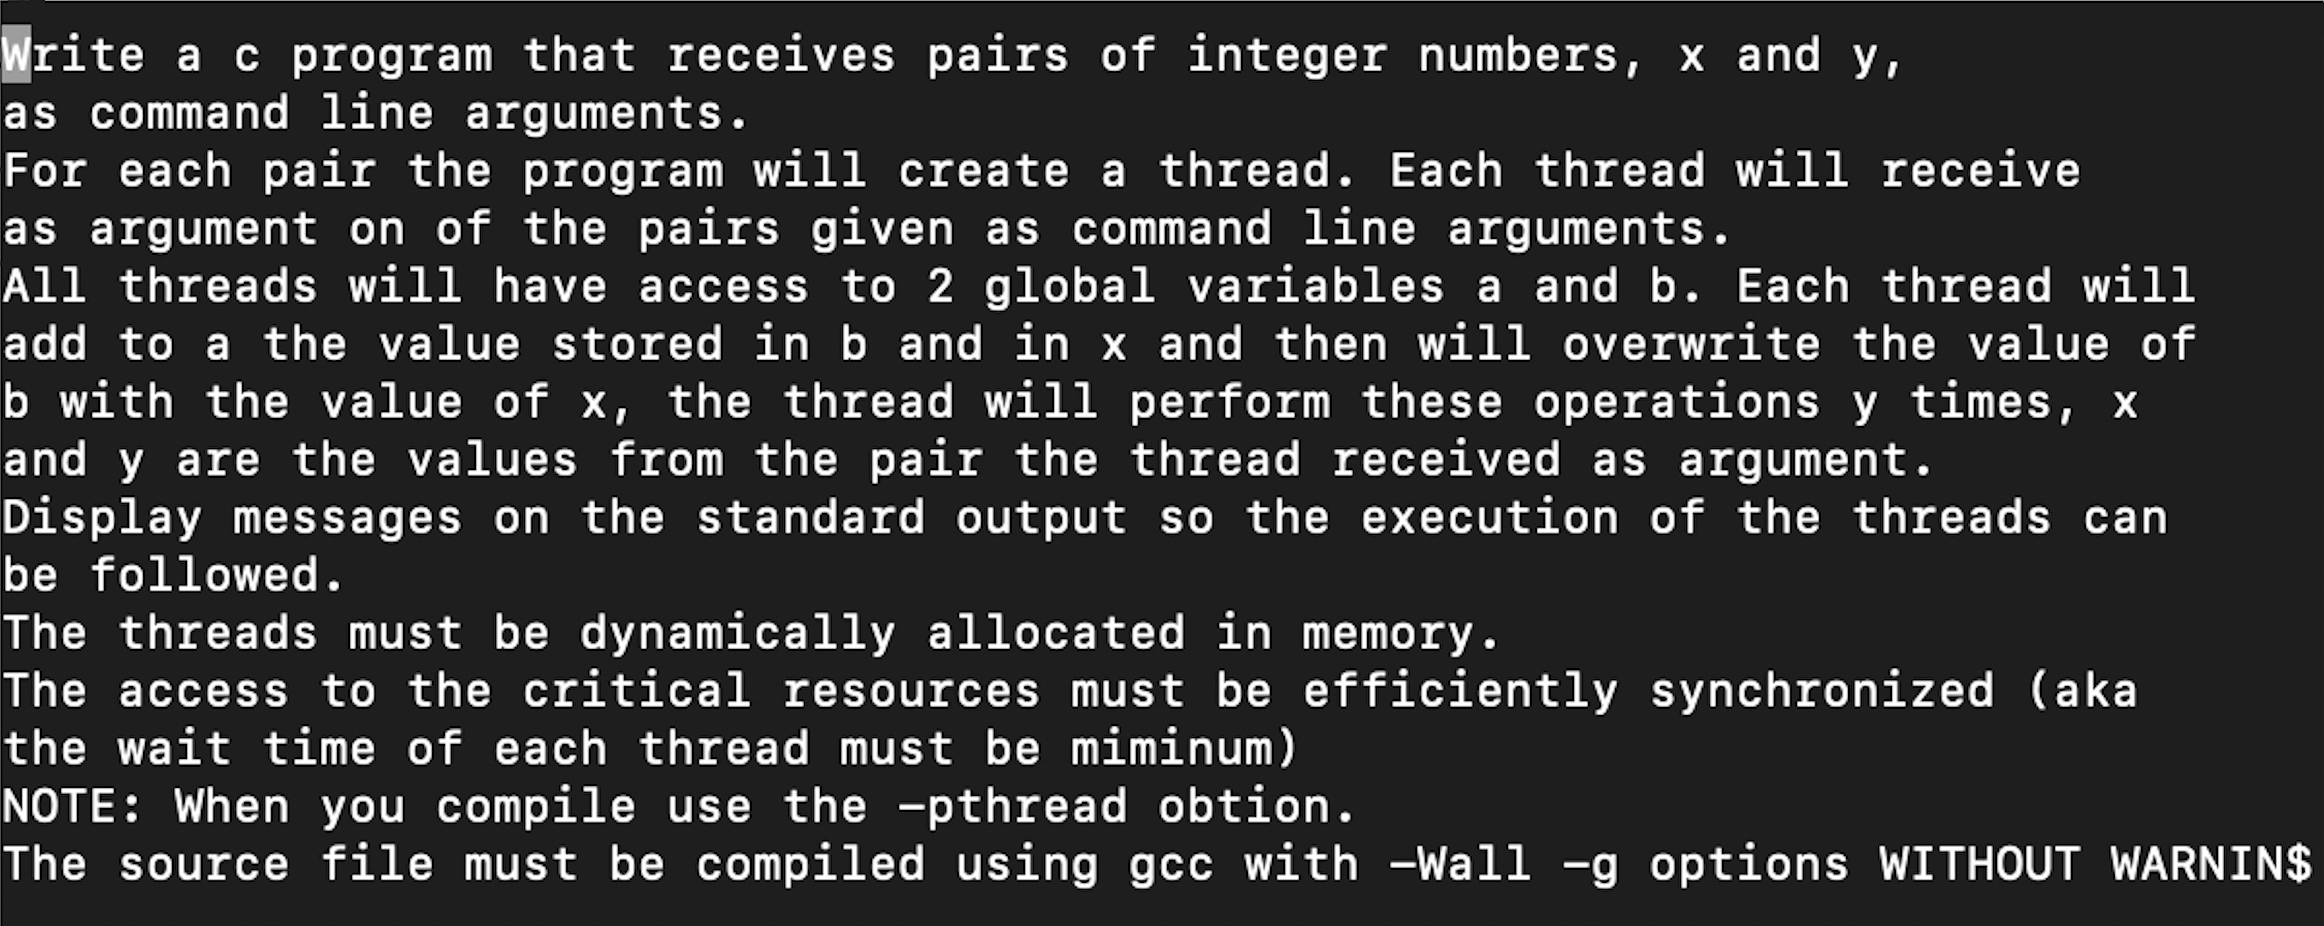 Write a c program that receives pairs of integer numbers, x and y,
as command line arguments.
For each pair the program will create a thread. Each thread will receive
as argument on of the pairs given as command line arguments.
All threads will have access to 2 global variables a and b. Each thread will
add to a the value stored in b and in x and then will overwrite the value of
b with the value of x, the thread will perform these operations y times, x
and y are the values from the pair the thread received as argument.
Display messages on the standard output so the execution of the threads can
be followed.
The threads must be dynamically allocated in memory.
The access to the critical resources must be efficiently synchronized (aka
the wait time of each thread must be miminum)
NOTE: When you compile use the –pthread obtion.
The source file must be compiled using gcc with –Wall –g options WITHOUT WARNIN$